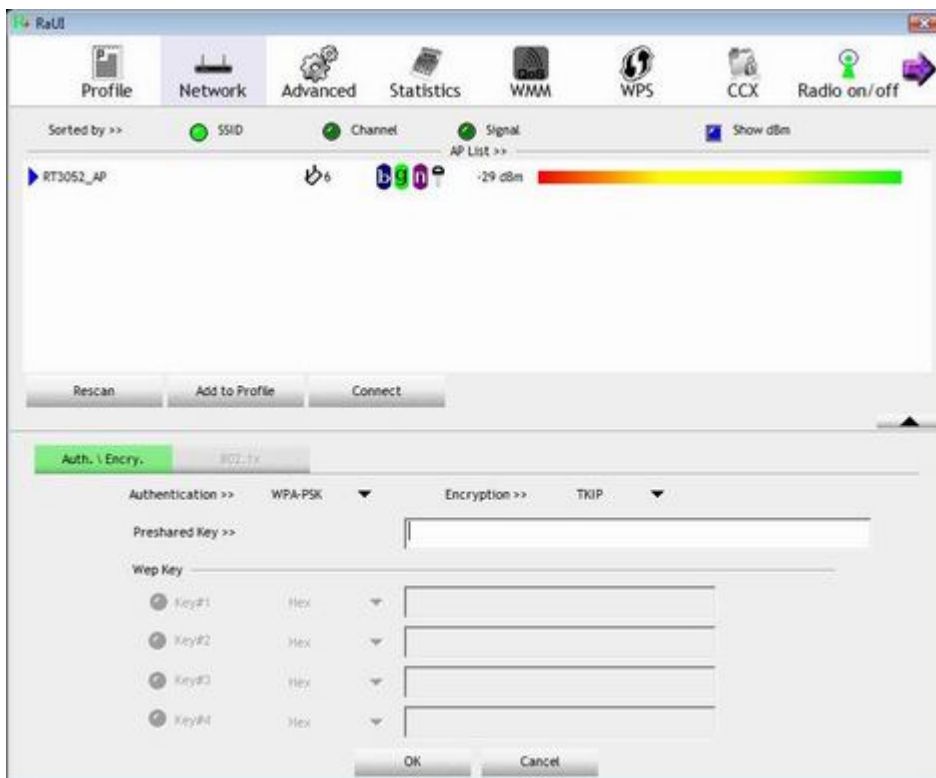 RaUI
Profile Network Advanced Statistics WMM WPS CCX Radio on/off
Sorted by >> SSID Channel Signal Show dBm
AP List >>
RT3052_AP 6 b g n -29 dBm
Rescan Add to Profile Connect
Auth. \ Encry. 802.1x
Authentication >> WPA-PSK Encryption >> TKIP
Preshared Key >>
Wep Key
Key#1 Hex
Key#2 Hex
Key#3 Hex
Key#4 Hex
OK Cancel